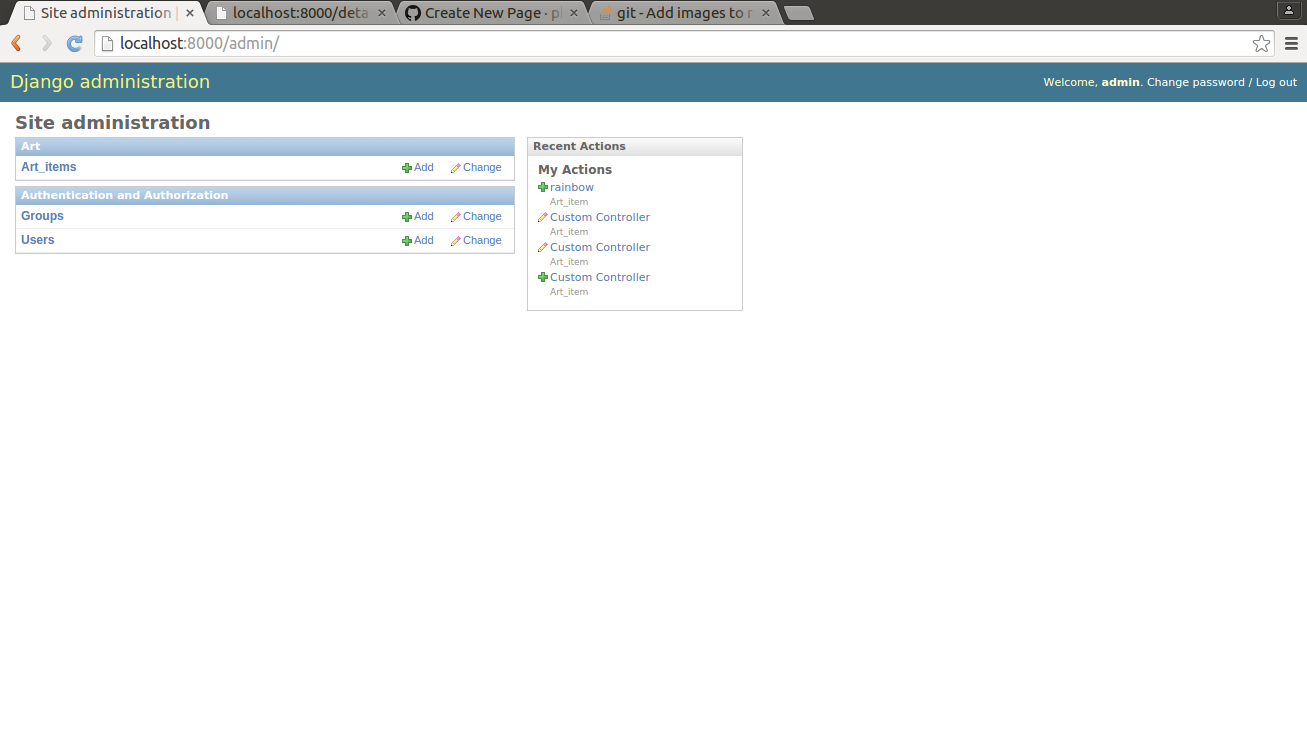 Site administration | localhost:8000/deta Create New Page · pl git - Add images to r
localhost:8000/admin/
Django administration
Welcome, admin. Change password / Log out
Site administration
Art
Art_items Add Change
Authentication and Authorization
Groups Add Change
Users Add Change
Recent Actions
My Actions
rainbow
Art_item
Custom Controller
Art_item
Custom Controller
Art_item
Custom Controller
Art_item